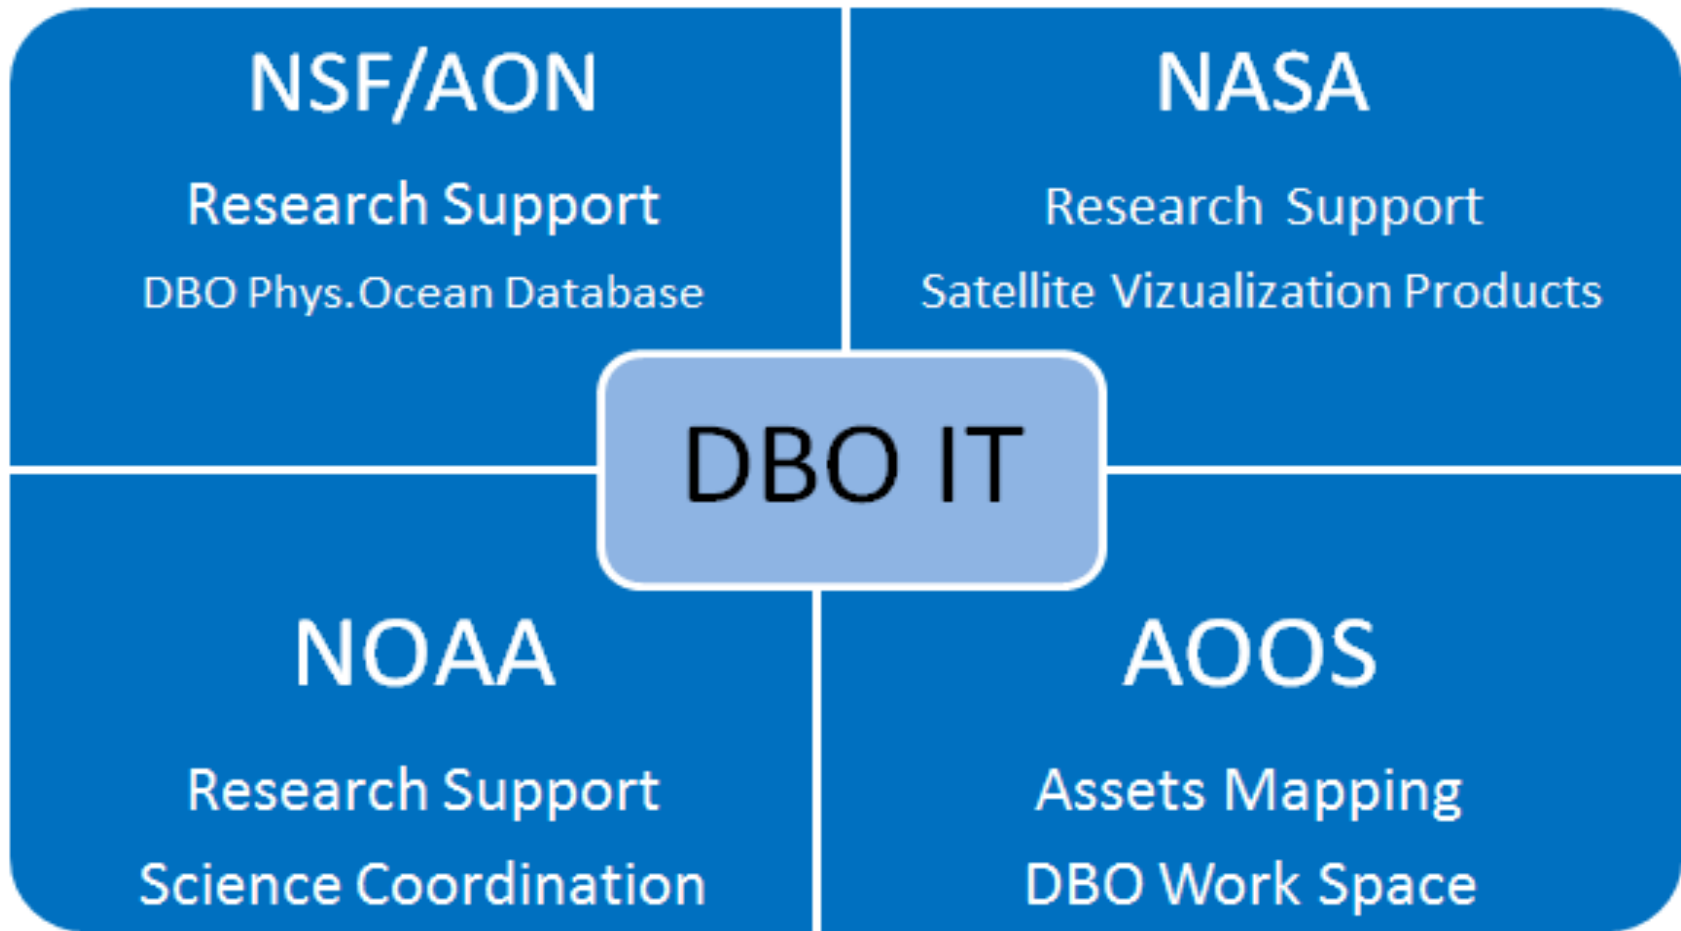 NSF/AON
Research Support
DBO Phys.Ocean Database
NASA
Research Support
Satellite Vizualization Products
DBO IT
NOAA
Research Support
Science Coordination
AOOS
Assets Mapping
DBO Work Space